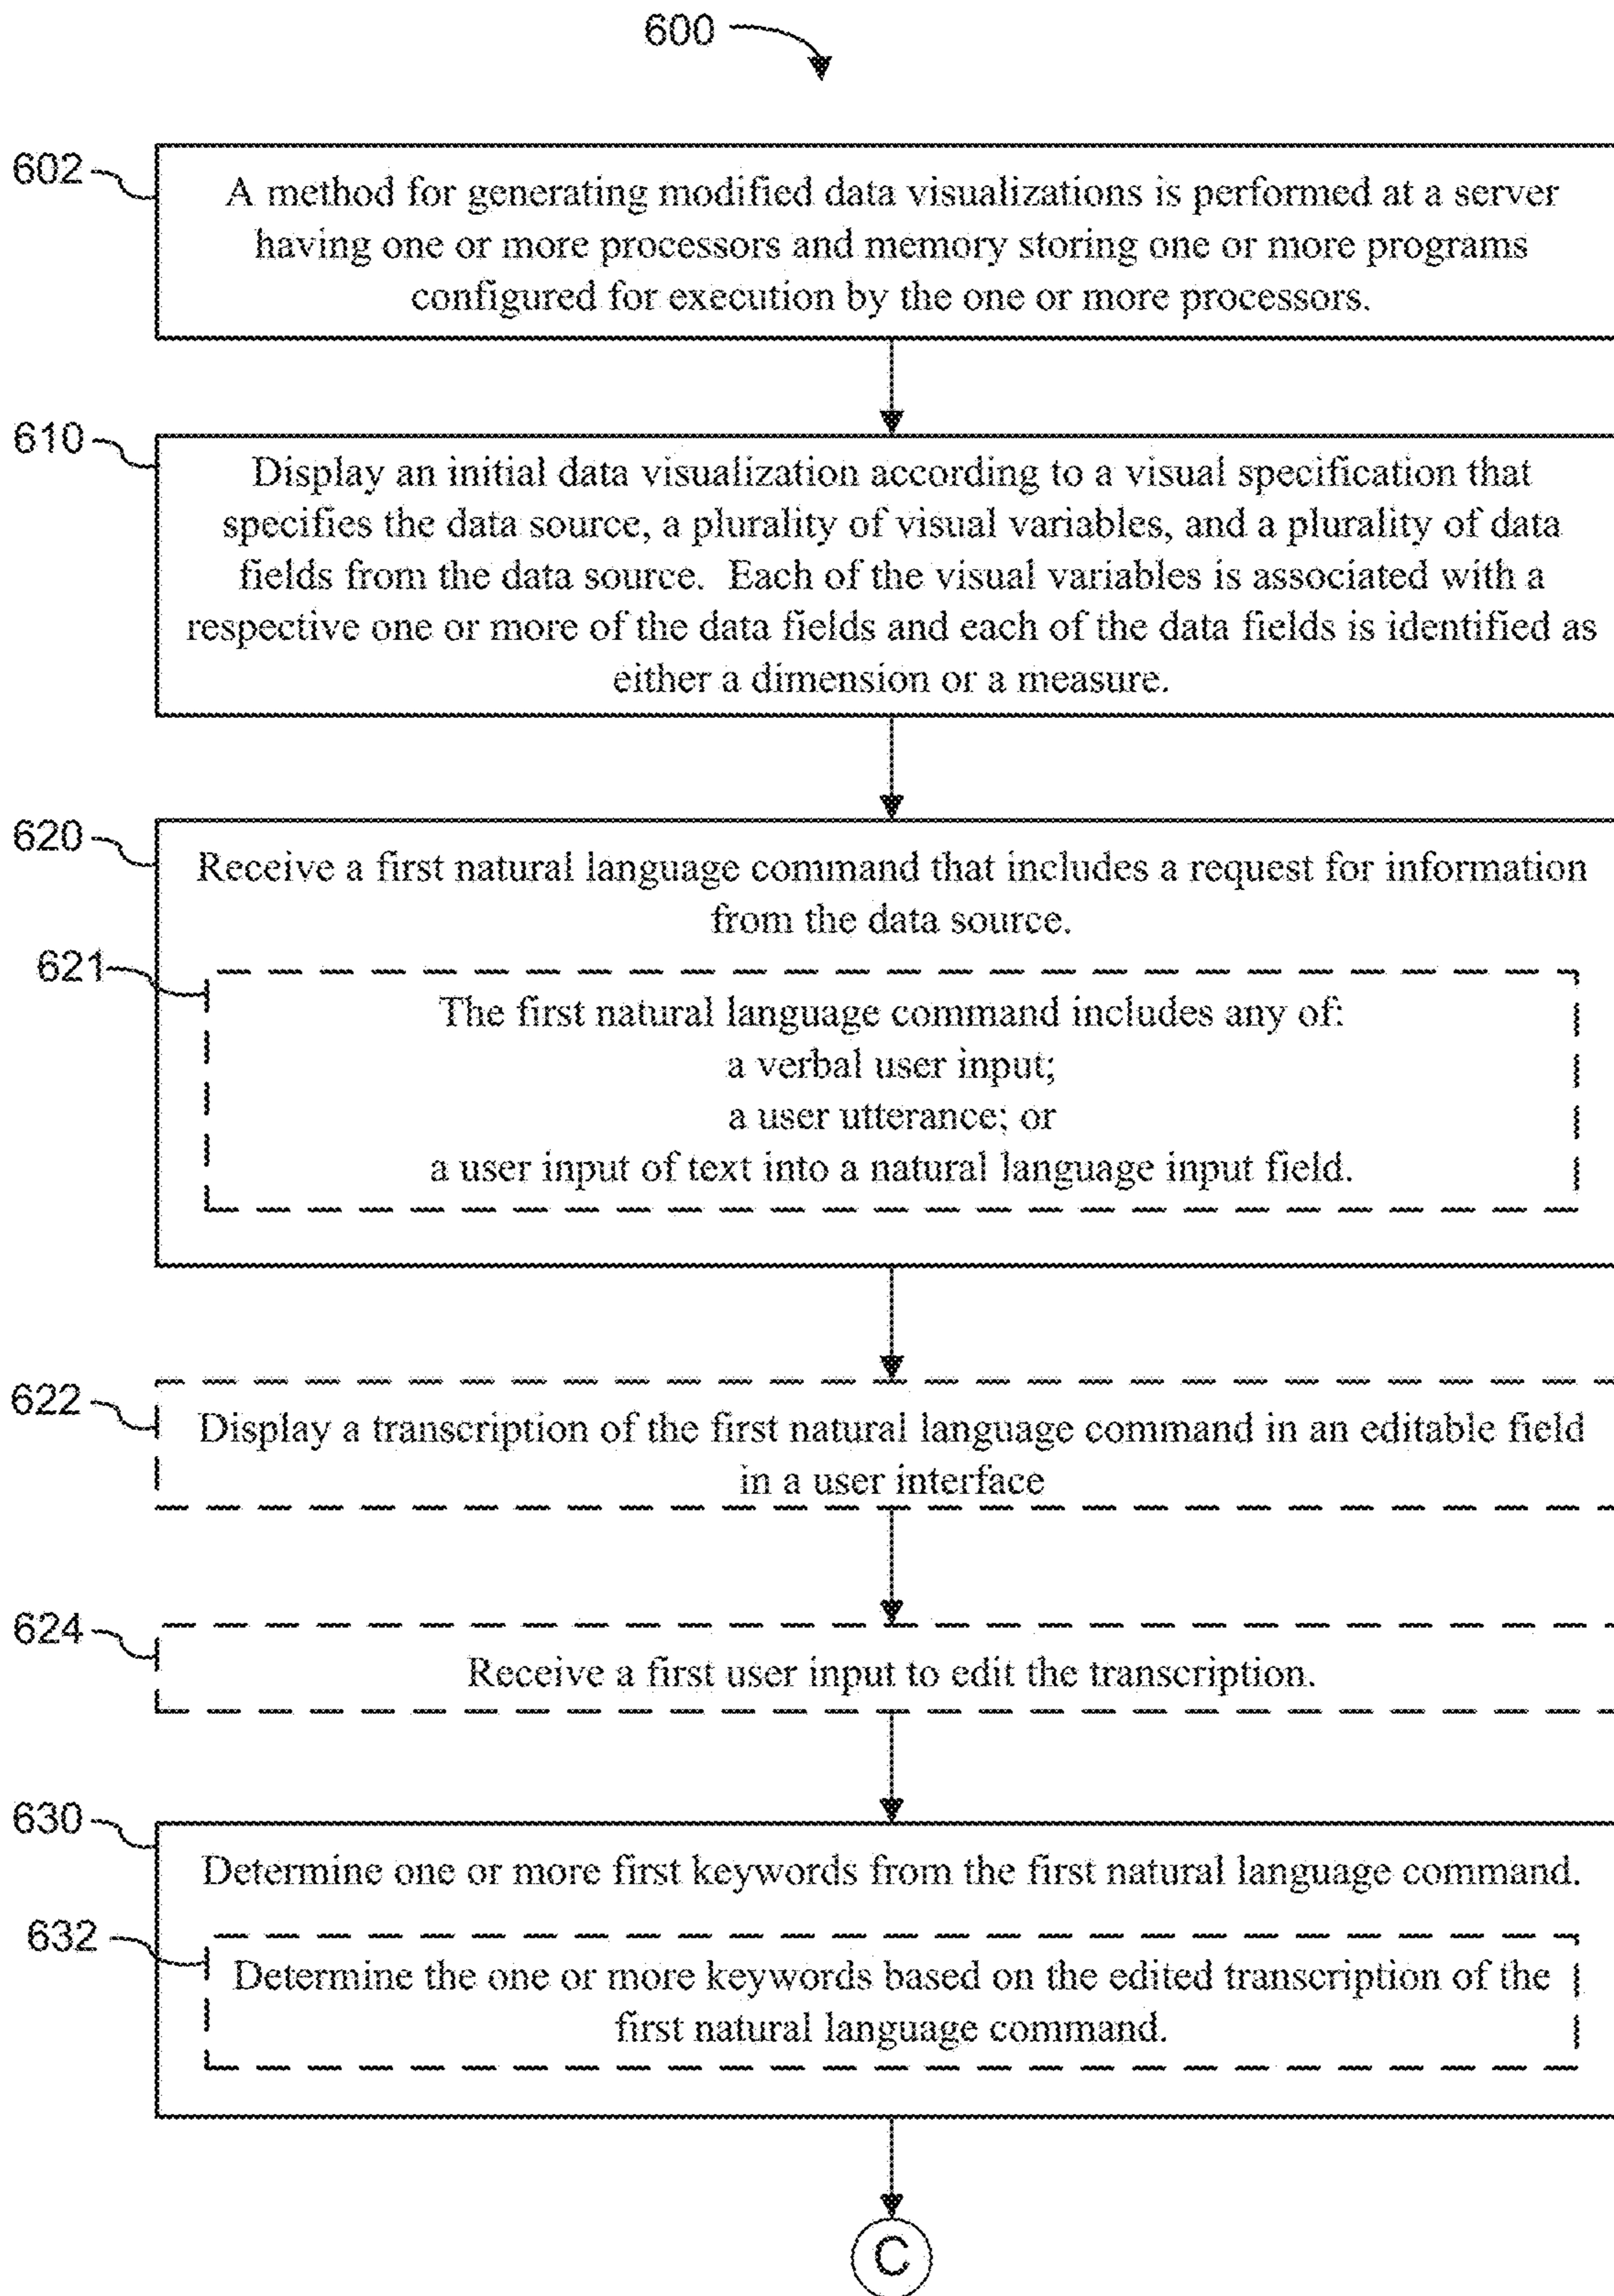 600
602
A method for generating modified data visualizations is performed at a server
having one or more processors and memory storing one or more programs
configured for execution by the one or more processors.
610
Display an initial data visualization according to a visual specification that
specifies the data source, a plurality of visual variables, and a plurality of data
fields from the data source.  Each of the visual variables is associated with a
respective one or more of the data fields and each of the data fields is identified as
either a dimension or a measure.
620
Receive a first natural language command that includes a request for information
from the data source.
621
The first natural language command includes any of:
a verbal user input;
a user utterance; or
a user input of text into a natural language input field.
622
Display a transcription of the first natural language command in an editable field
in a user interface
624
Receive a first user input to edit the transcription.
630
Determine one or more first keywords from the first natural language command.
632
Determine the one or more keywords based on the edited transcription of the
first natural language command.
C